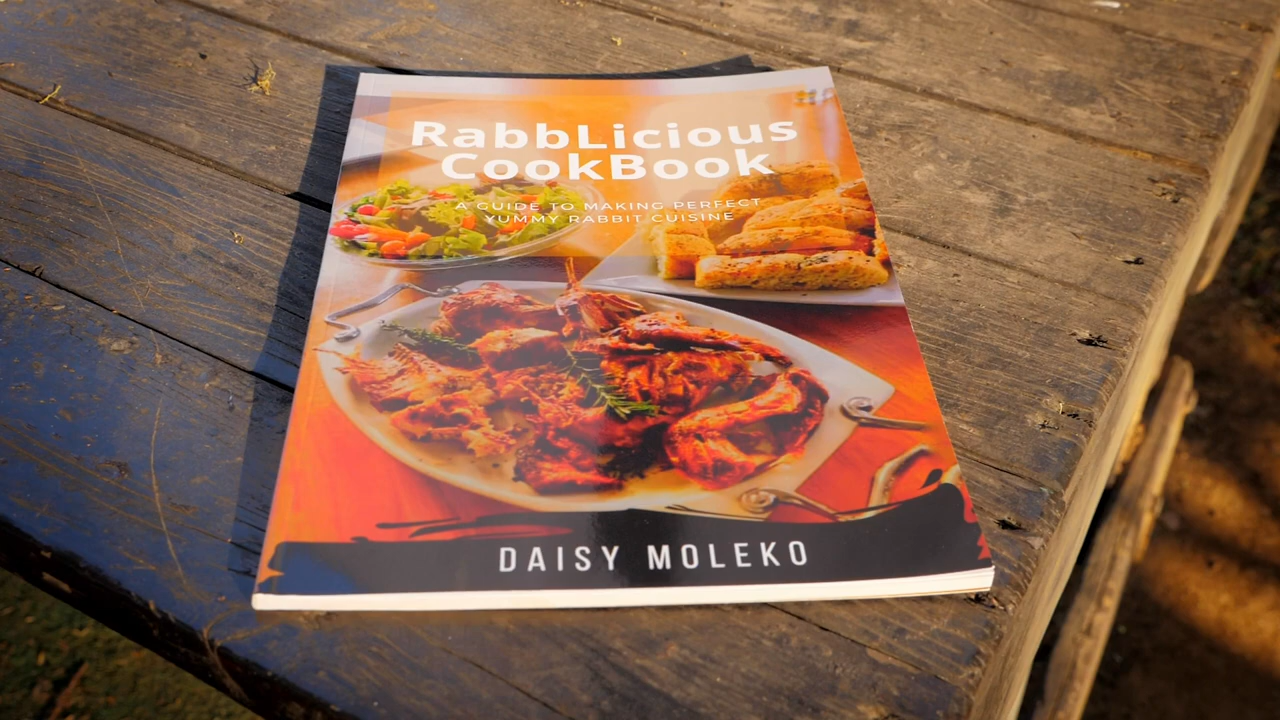 RabbLicious
CookBook
A GUIDE TO MAKING PERFECT
YUMMY RABBIT CUISINE
DAISY MOLEKO